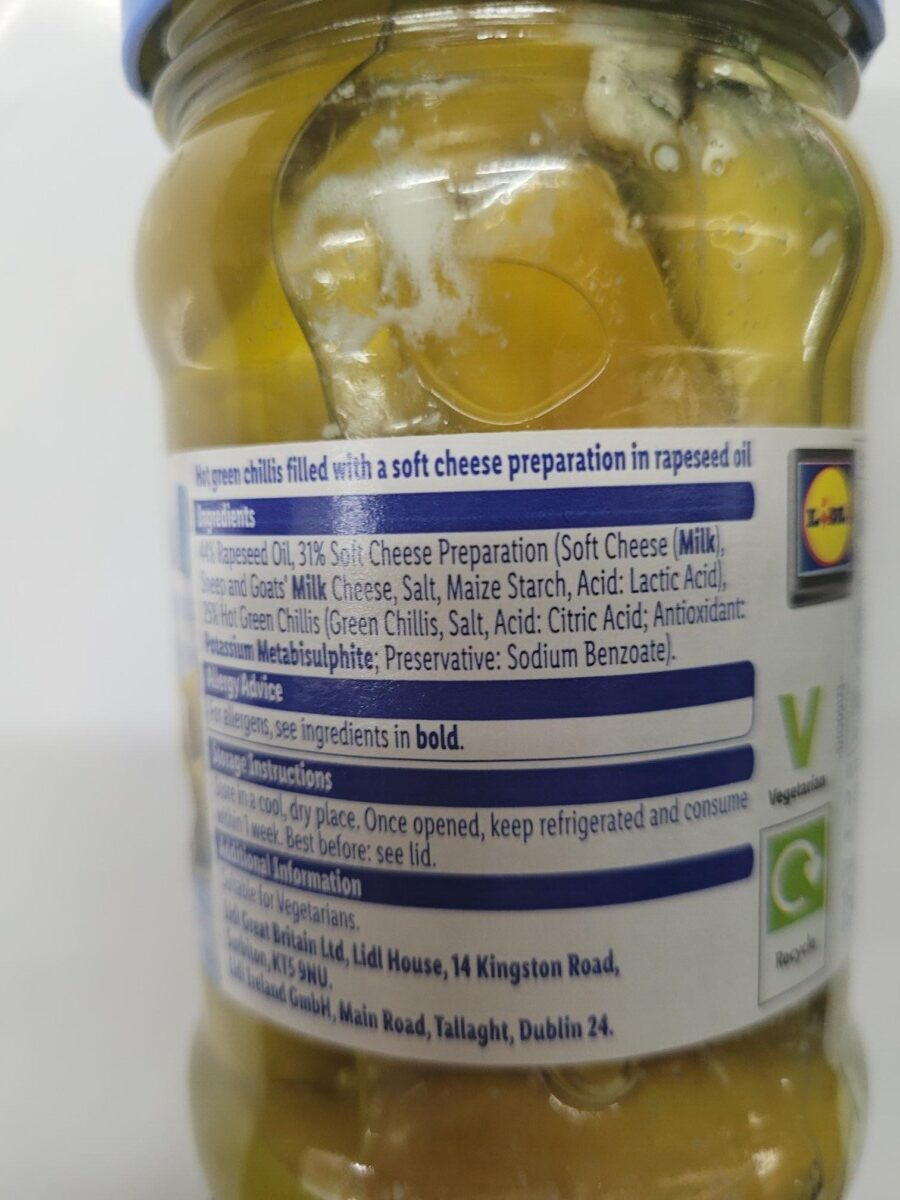 Hot green chillis filled with a soft cheese preparation in rapeseed oil
Ingredients
44% Rapeseed Oil, 31% Soft Cheese Preparation (Soft Cheese (Milk),
Sheep and Goats' Milk Cheese, Salt, Maize Starch, Acid: Lactic Acid),
25% Hot Green Chillis (Green Chillis, Salt, Acid: Citric Acid; Antioxidant:
Potassium Metabisulphite; Preservative: Sodium Benzoate).
Allergy Advice
For allergens, see ingredients in bold.
Storage Instructions
Store in a cool, dry place. Once opened, keep refrigerated and consume
within 1 week. Best before: see lid.
Additional Information
Suitable for Vegetarians.
Lidl Great Britain Ltd, Lidl House, 14 Kingston Road,
Surbiton, KT5 9NU.
Lidl Ireland GmbH, Main Road, Tallaght, Dublin 24.
LIDL
V
Vegetarian
Recycle